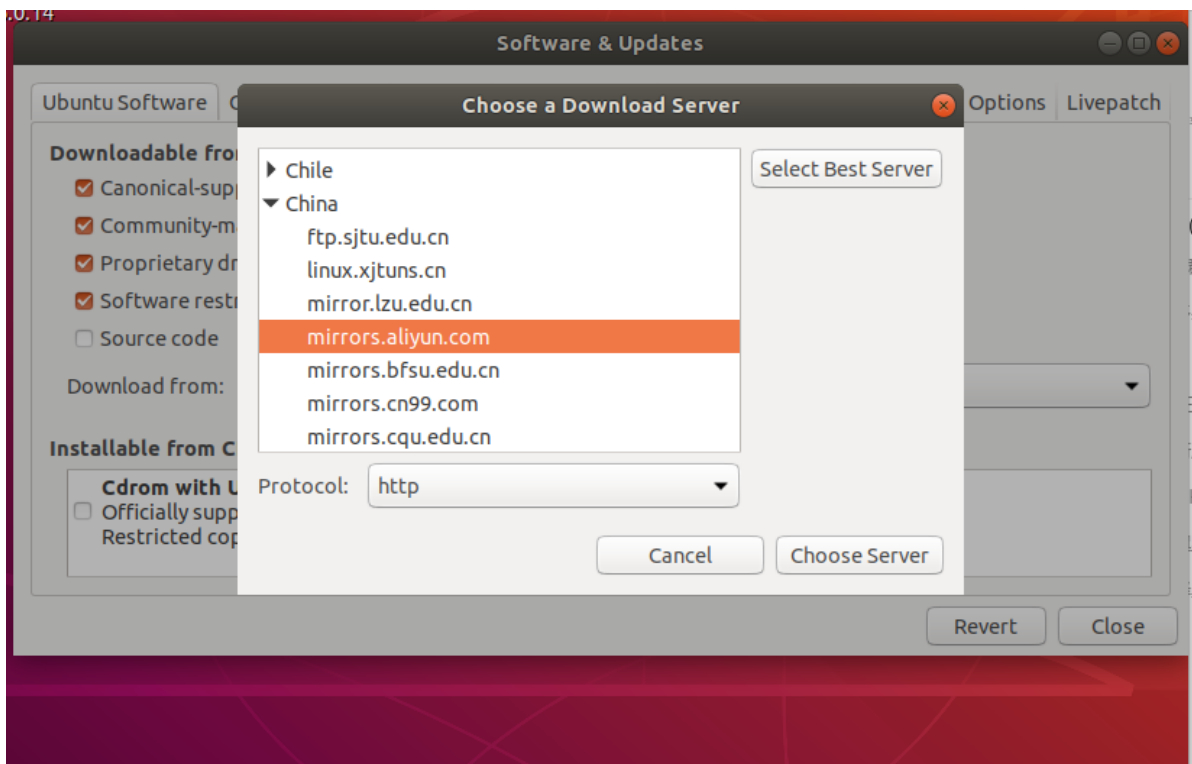 .0.14
Software & Updates
Ubuntu Software
Choose a Download Server
Options
Livepatch
Downloadable fro
Canonical-sup
Community-m
Proprietary dr
Software restr
Source code
Download from:
Installable from C
Cdrom with U
Officially supp
Restricted cop
Chile
China
ftp.sjtu.edu.cn
linux.xjtuns.cn
mirror.lzu.edu.cn
mirrors.aliyun.com
mirrors.bfsu.edu.cn
mirrors.cn99.com
mirrors.cqu.edu.cn
Select Best Server
Protocol:
http
Cancel
Choose Server
Revert
Close